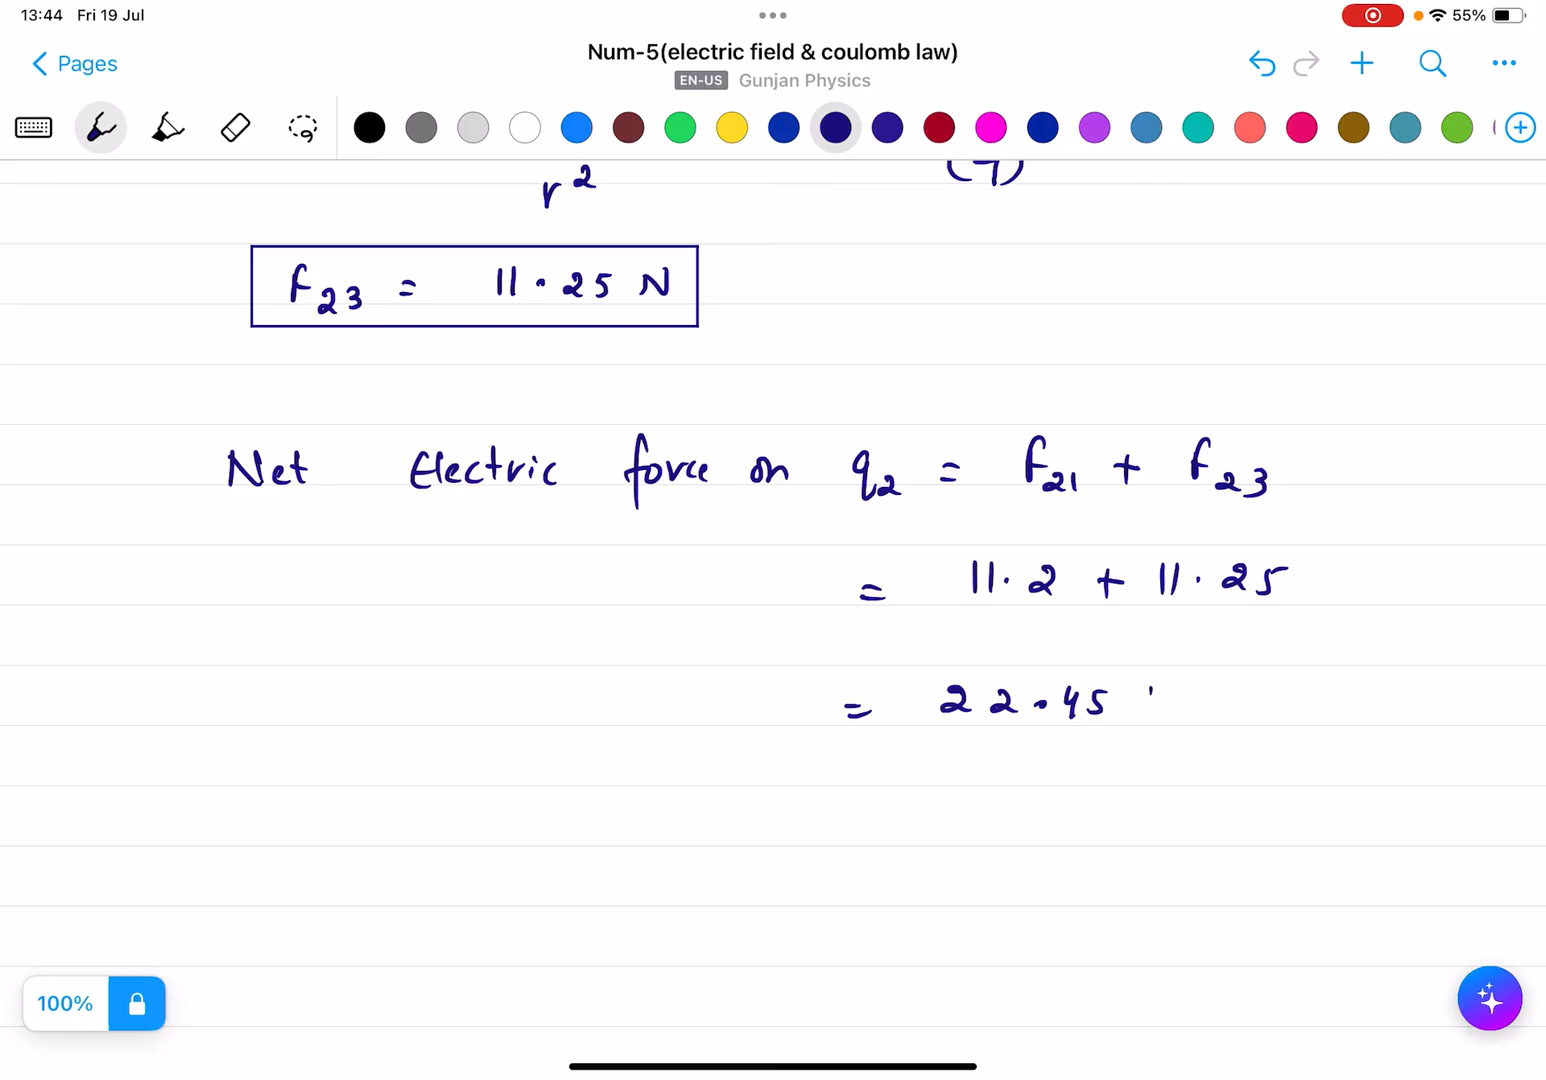 13:44 Fri 19 Jul
55%
Pages
Num-5(electric field & coulomb law)
EN-US Gunjan Physics
r²
F₂₃ = 11.25 N
Net Electric force on q₂ = F₂₁ + F₂₃
= 11.2 + 11.25
= 22.45
100%